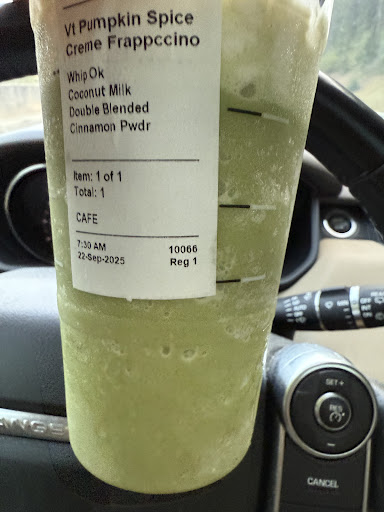 Vt Pumpkin Spice
Creme Frappccino
Whip Ok
Coconut Milk
Double Blended
Cinnamon Pwdr
Item: 1 of 1
Total: 1
CAFE
7:30 AM 10066
22-Sep-2025 Reg 1
SET +
RES
CANCEL